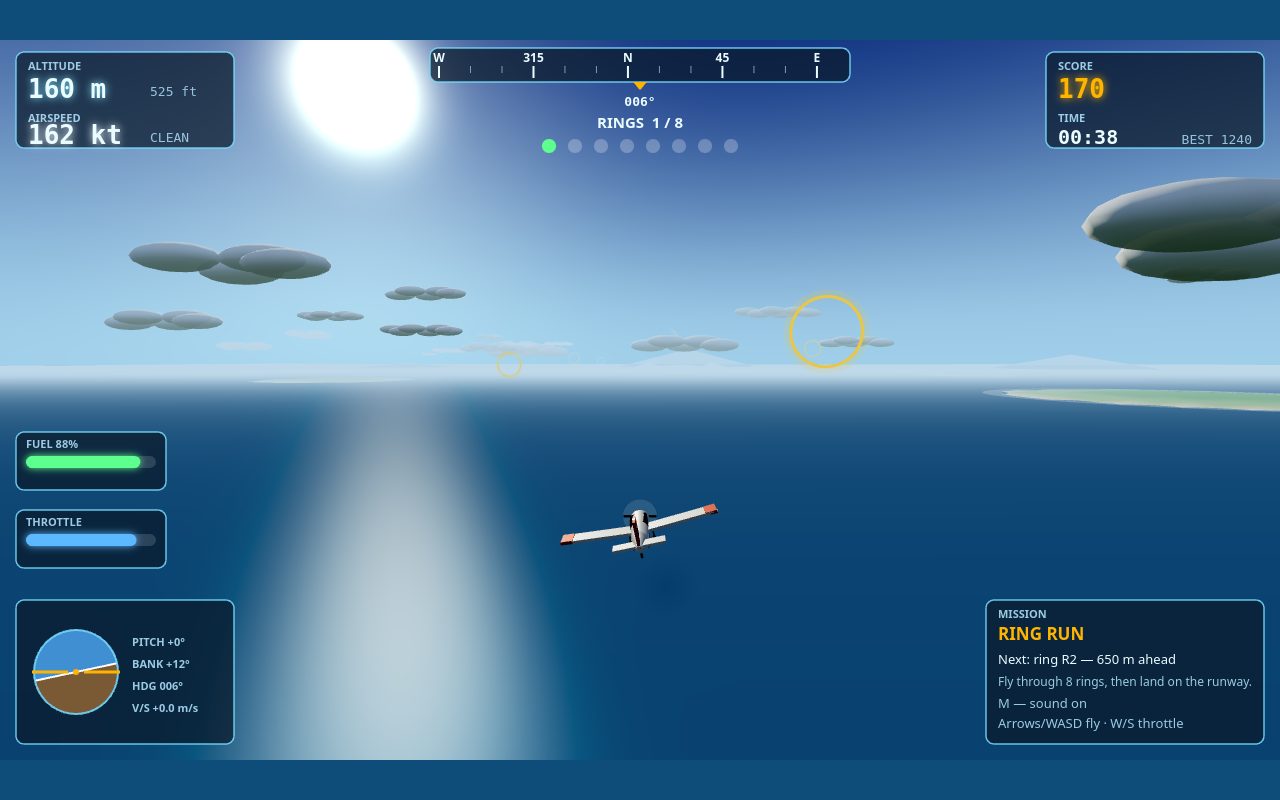 ALTITUDE
160 m 525 ft
AIRSPEED
162 kt CLEAN
W 315 N 45 E
006°
RINGS 1 / 8
SCORE
170
TIME
00:38 BEST 1240
FUEL 88%
THROTTLE
PITCH +0°
BANK +12°
HDG 006°
V/S +0.0 m/s
MISSION
RING RUN
Next: ring R2 — 650 m ahead
Fly through 8 rings, then land on the runway.
M — sound on
Arrows/WASD fly · W/S throttle